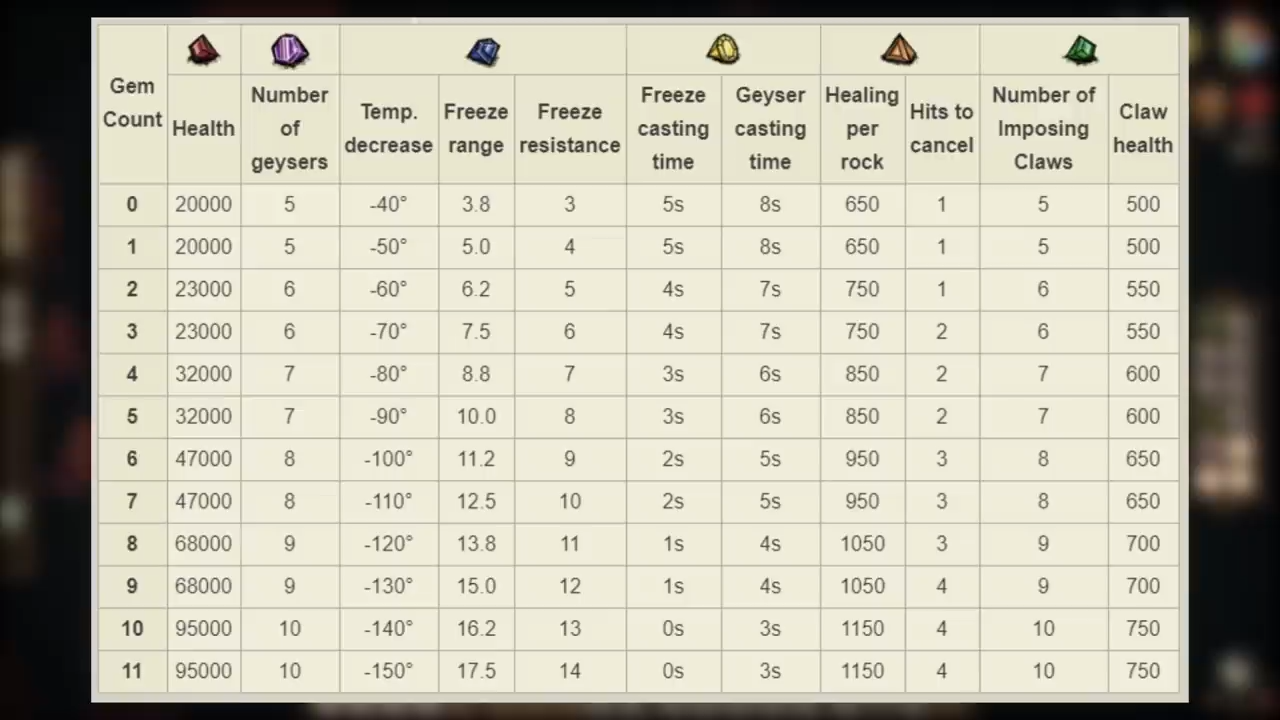 Gem Count Health Number of geysers Temp. decrease Freeze range Freeze resistance Freeze casting time Geyser casting time Healing per rock Hits to cancel Number of Imposing Claws Claw health
0 20000 5 -40° 3.8 3 5s 8s 650 1 5 500
1 20000 5 -50° 5.0 4 5s 8s 650 1 5 500
2 23000 6 -60° 6.2 5 4s 7s 750 1 6 550
3 23000 6 -70° 7.5 6 4s 7s 750 2 6 550
4 32000 7 -80° 8.8 7 3s 6s 850 2 7 600
5 32000 7 -90° 10.0 8 3s 6s 850 2 7 600
6 47000 8 -100° 11.2 9 2s 5s 950 3 8 650
7 47000 8 -110° 12.5 10 2s 5s 950 3 8 650
8 68000 9 -120° 13.8 11 1s 4s 1050 3 9 700
9 68000 9 -130° 15.0 12 1s 4s 1050 4 9 700
10 95000 10 -140° 16.2 13 0s 3s 1150 4 10 750
11 95000 10 -150° 17.5 14 0s 3s 1150 4 10 750